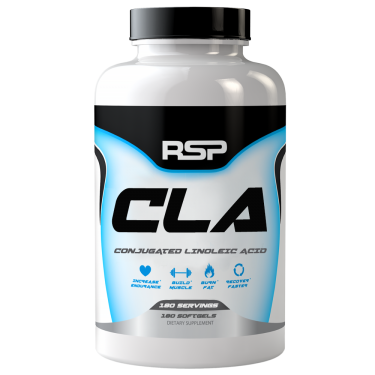 RSP
CLA
CONJUGATED LINOLEIC ACID
INCREASE* BUILD* BURN* RECOVER*
ENDURANCE MUSCLE FAT FASTER
180 SERVINGS
180 SOFTGELS
DIETARY SUPPLEMENT